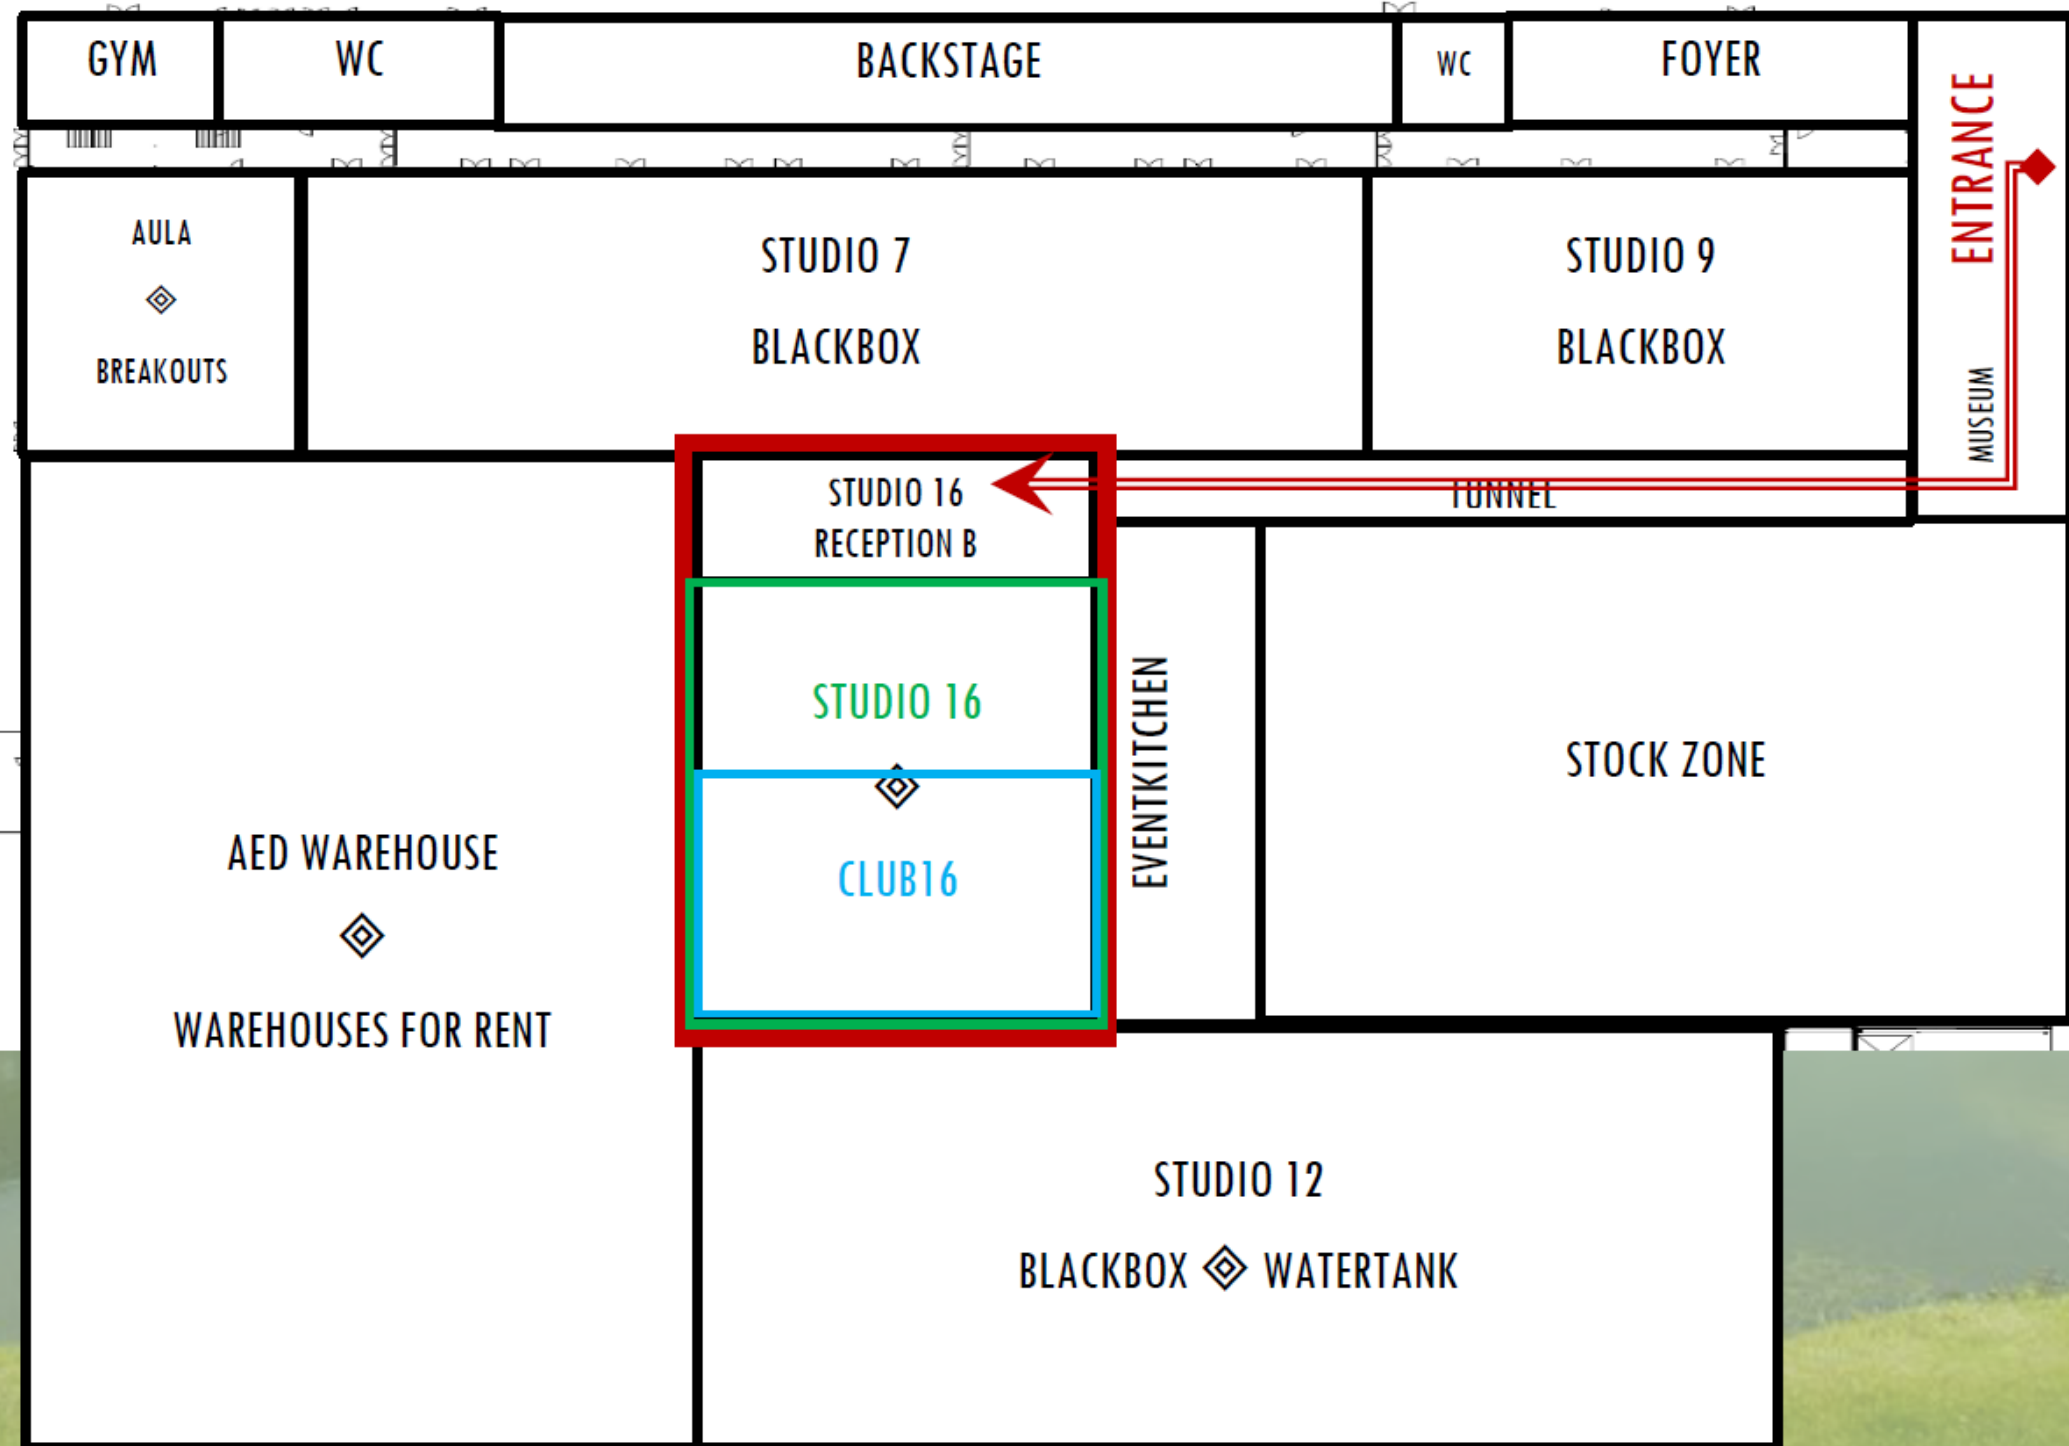 GYM
WC
BACKSTAGE
WC
FOYER
ENTRANCE
AULA
BREAKOUTS
STUDIO 7
BLACKBOX
STUDIO 9
BLACKBOX
MUSEUM
STUDIO 16
RECEPTION B
TUNNEL
STUDIO 16
CLUB16
EVENTKITCHEN
STOCK ZONE
AED WAREHOUSE
WAREHOUSES FOR RENT
STUDIO 12
BLACKBOX WATERTANK